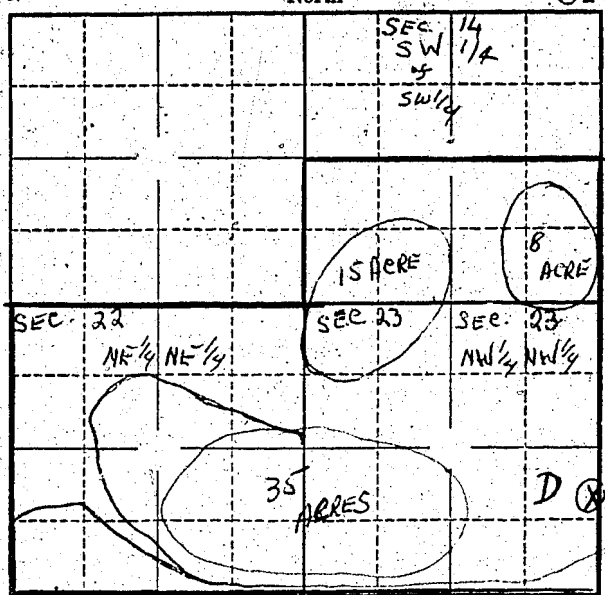 North
SEC. 14
SW 1/4
of
SW 1/4
15 ACRE
8
ACRE
SEC. 22
SEC 23
SEC. 23
NE 1/4 NE 1/4
NW 1/4 NW 1/4
35
ACRES
D